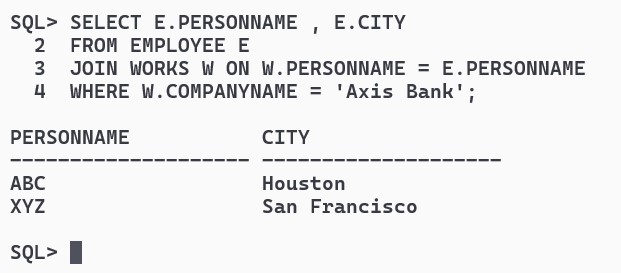 SQL> SELECT E.PERSONNAME , E.CITY
  2  FROM EMPLOYEE E
  3  JOIN WORKS W ON W.PERSONNAME = E.PERSONNAME
  4  WHERE W.COMPANYNAME = 'Axis Bank';
PERSONNAME           CITY
-------------------- --------------------
ABC                  Houston
XYZ                  San Francisco
SQL>